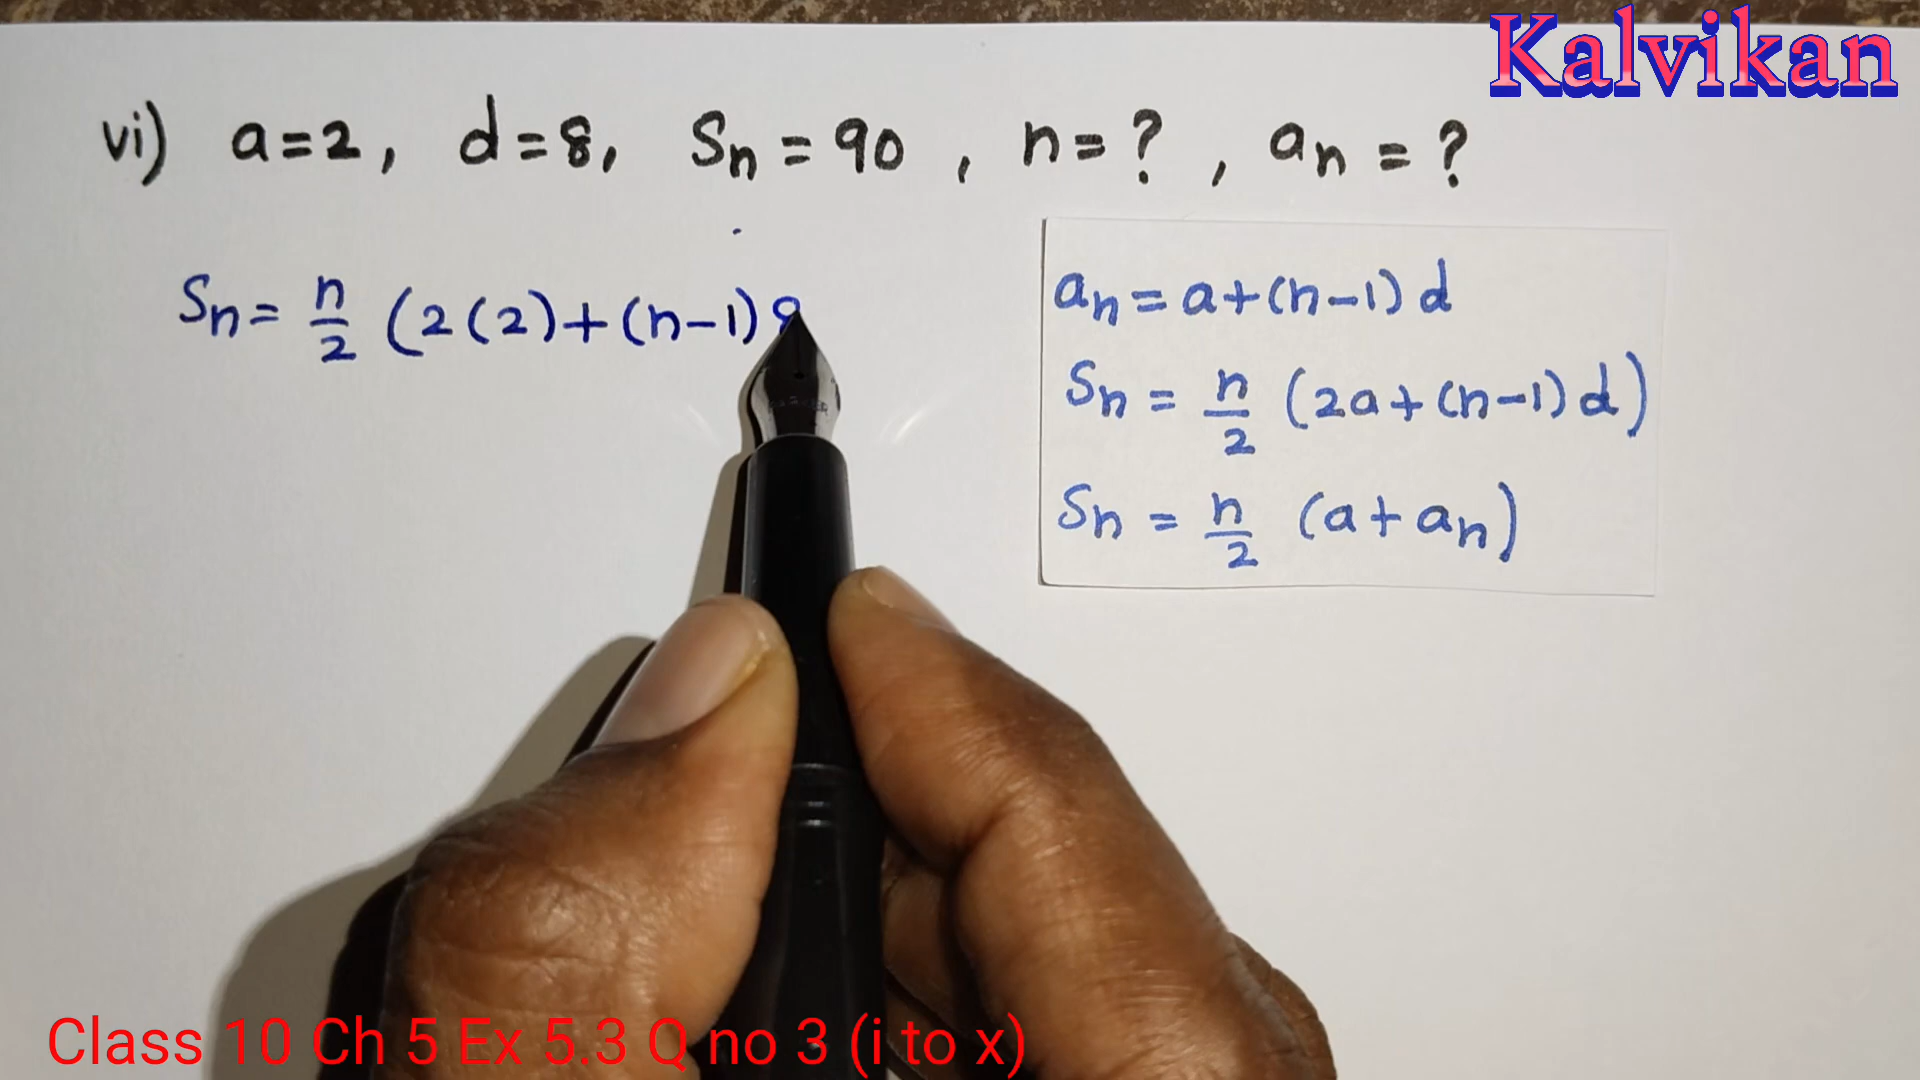 Kalvikan
vi) a=2, d=8, Sn=90, n=?, an=?
Sn = n/2 (2(2)+(n-1)8
an = a+(n-1)d
Sn = n/2 (2a+(n-1)d)
Sn = n/2 (a+an)
Class 10 Ch 5 Ex 5.3 Q no 3 (i to x)